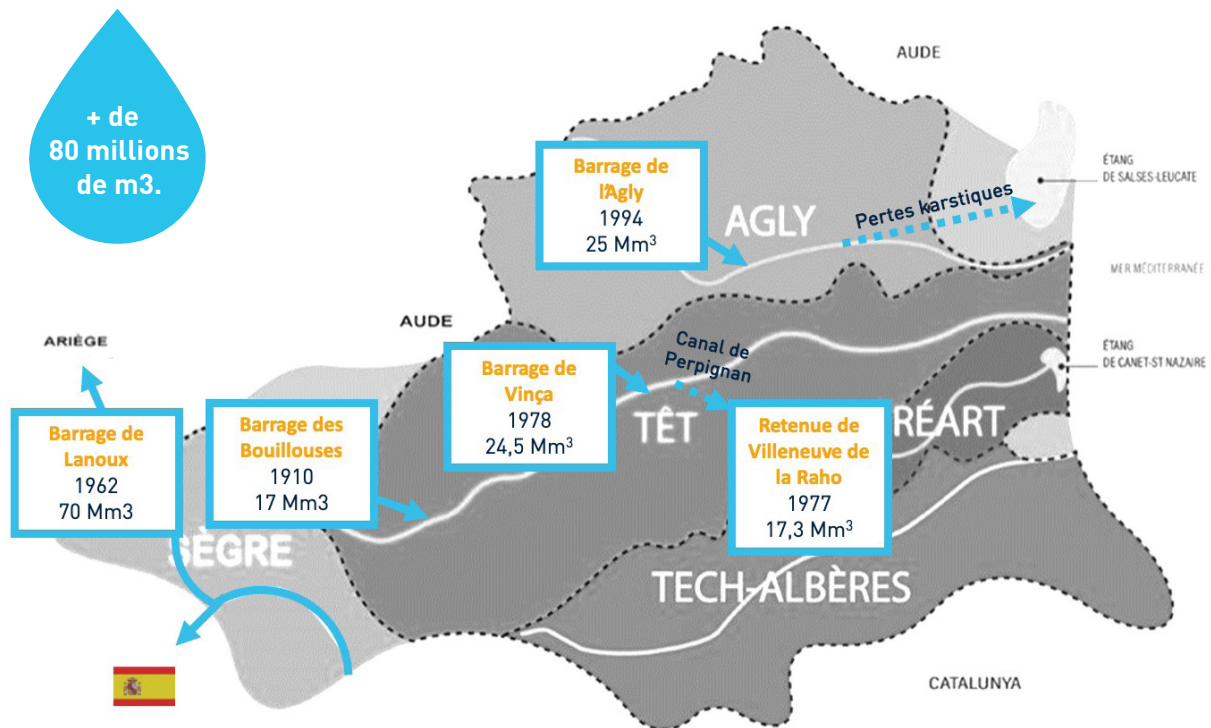 + de
80 millions
de m3.
AUDE
Barrage de
l'Agly
1994
25 Mm³
AGLY
Pertes karstiques
ÉTANG
DE SALSES-LEUCATE
MER MÉDITERRANÉE
ARIÈGE
AUDE
Canal de
Perpignan
ÉTANG
DE CANET-ST NAZAIRE
Barrage de
Vinça
1978
24,5 Mm³
TÊT
RÉART
Barrage de
Lanoux
1962
70 Mm3
Barrage des
Bouillouses
1910
17 Mm3
Retenue de
Villeneuve de
la Raho
1977
17,3 Mm³
SÈGRE
TECH-ALBÈRES
CATALUNYA